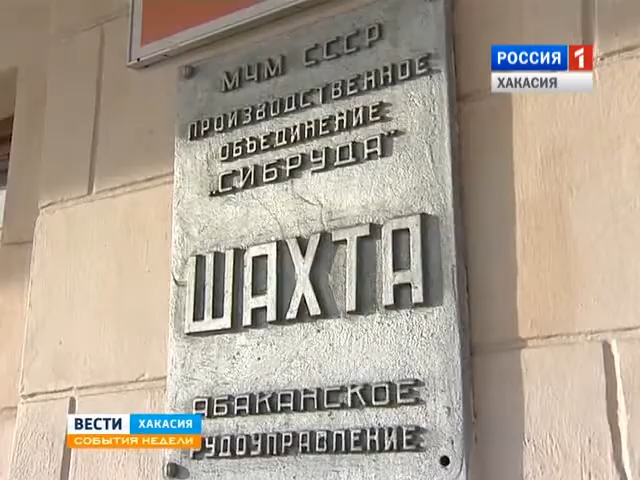 МЧМ СССР
ПРОИЗВОДСТВЕННОЕ
ОБЪЕДИНЕНИЕ
„СИБРУДА"
ШАХТА
АБАКАНСКОЕ
РУДОУПРАВЛЕНИЕ
РОССИЯ 1
ХАКАСИЯ
ВЕСТИ ХАКАСИЯ
СОБЫТИЯ НЕДЕЛИ